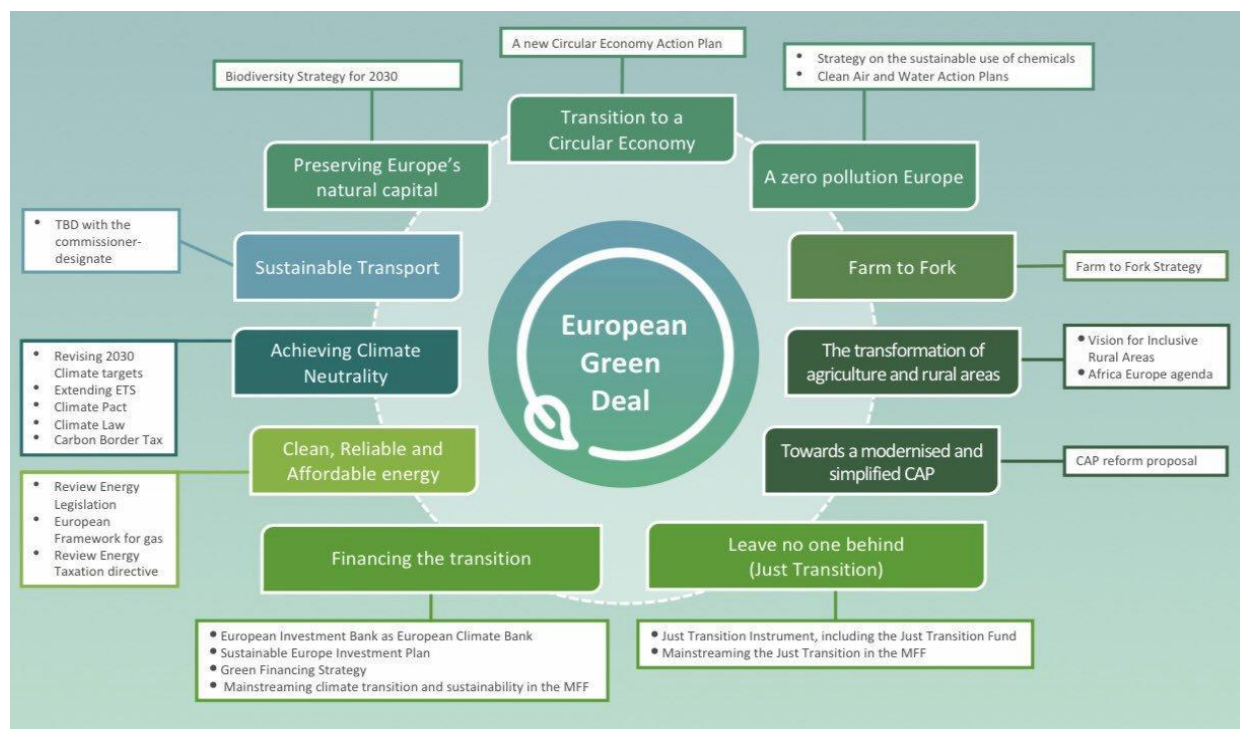 A new Circular Economy Action Plan
Biodiversity Strategy for 2030
• Strategy on the sustainable use of chemicals
• Clean Air and Water Action Plans
Transition to a
Circular Economy
Preserving Europe's
natural capital
A zero pollution Europe
• TBD with the
commissioner-
designate
Sustainable Transport
Farm to Fork
Farm to Fork Strategy
European
Green
Deal
• Revising 2030
Climate targets
• Extending ETS
• Climate Pact
• Climate Law
• Carbon Border Tax
Achieving Climate
Neutrality
The transformation of
agriculture and rural areas
• Vision for Inclusive
Rural Areas
• Africa Europe agenda
Clean, Reliable and
Affordable energy
Towards a modernised and
simplified CAP
CAP reform proposal
• Review Energy
Legislation
• European
Framework for gas
• Review Energy
Taxation directive
Financing the transition
Leave no one behind
(Just Transition)
• European Investment Bank as European Climate Bank
• Sustainable Europe Investment Plan
• Green Financing Strategy
• Mainstreaming climate transition and sustainability in the MFF
• Just Transition Instrument, including the Just Transition Fund
• Mainstreaming the Just Transition in the MFF